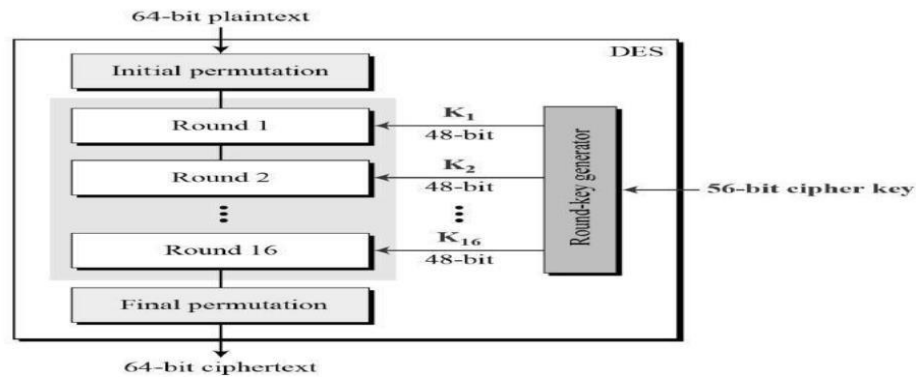 64-bit plaintext
DES
Initial permutation
Round 1
K1
48-bit
Round 2
K2
48-bit
Round 16
K16
48-bit
Round-key generator
56-bit cipher key
Final permutation
64-bit ciphertext